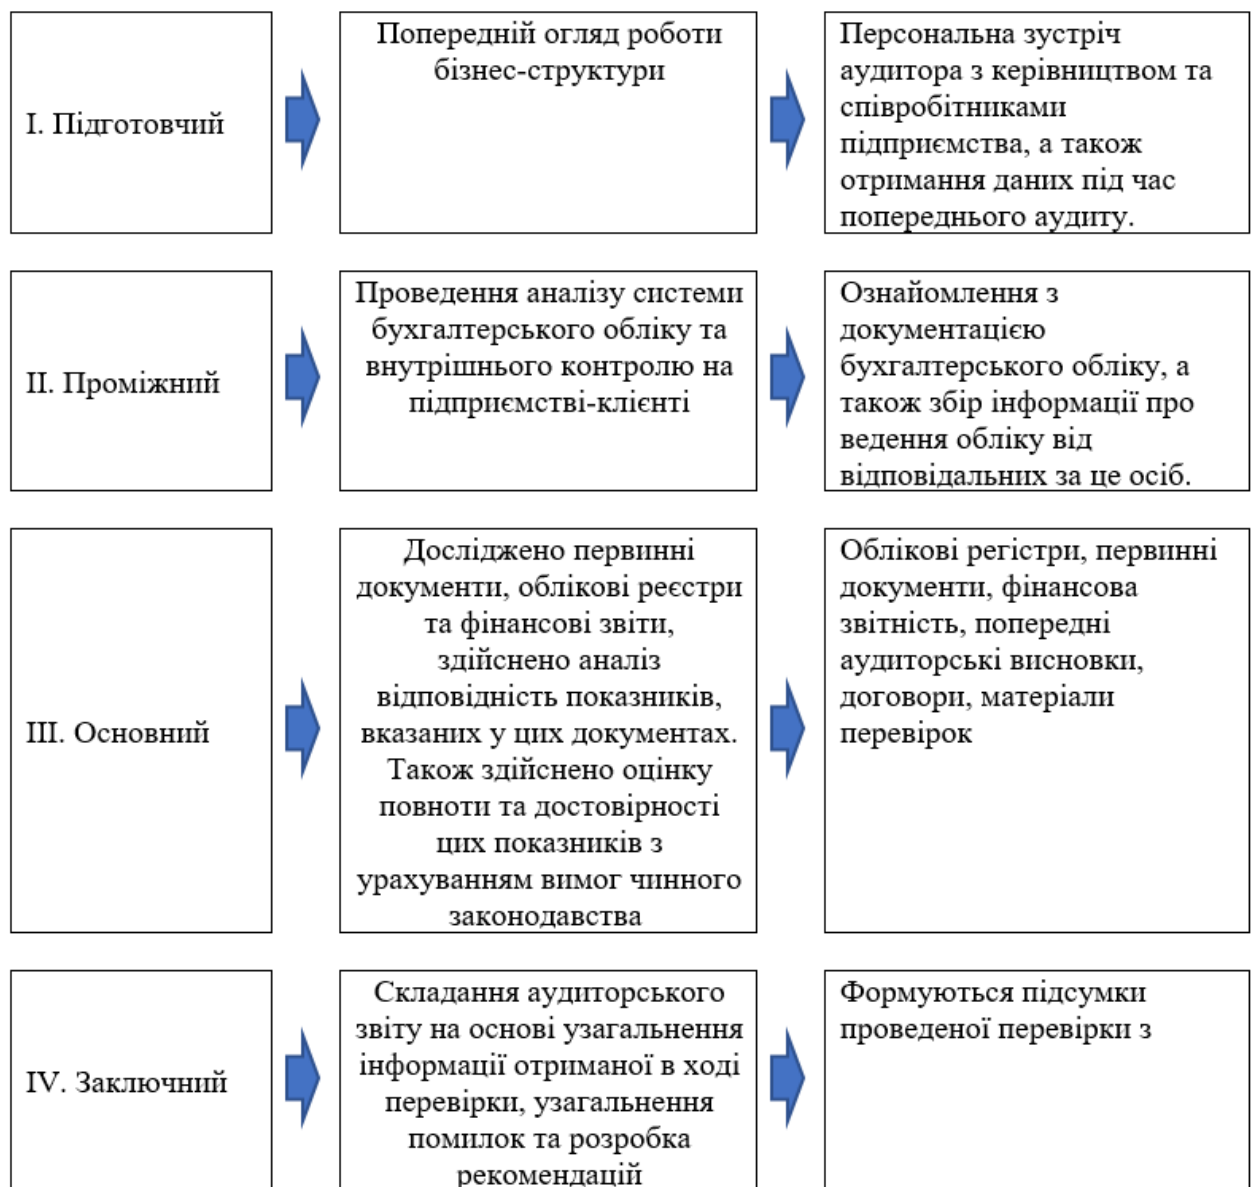 I. Підготовчий
Попередній огляд роботи
бізнес-структури
Персональна зустріч
аудитора з керівництвом та
співробітниками
підприємства, а також
отримання даних під час
попереднього аудиту.
II. Проміжний
Проведення аналізу системи
бухгалтерського обліку та
внутрішнього контролю на
підприємстві-клієнті
Ознайомлення з
документацією
бухгалтерського обліку, а
також збір інформації про
ведення обліку від
відповідальних за це осіб.
III. Основний
Досліджено первинні
документи, облікові реєстри
та фінансові звіти,
здійснено аналіз
відповідність показників,
вказаних у цих документах.
Також здійснено оцінку
повноти та достовірності
цих показників з
урахуванням вимог чинного
законодавства
Облікові регістри, первинні
документи, фінансова
звітність, попередні
аудиторські висновки,
договори, матеріали
перевірок
IV. Заключний
Складання аудиторського
звіту на основі узагальнення
інформації отриманої в ході
перевірки, узагальнення
помилок та розробка
рекомендацій
Формуються підсумки
проведеної перевірки з